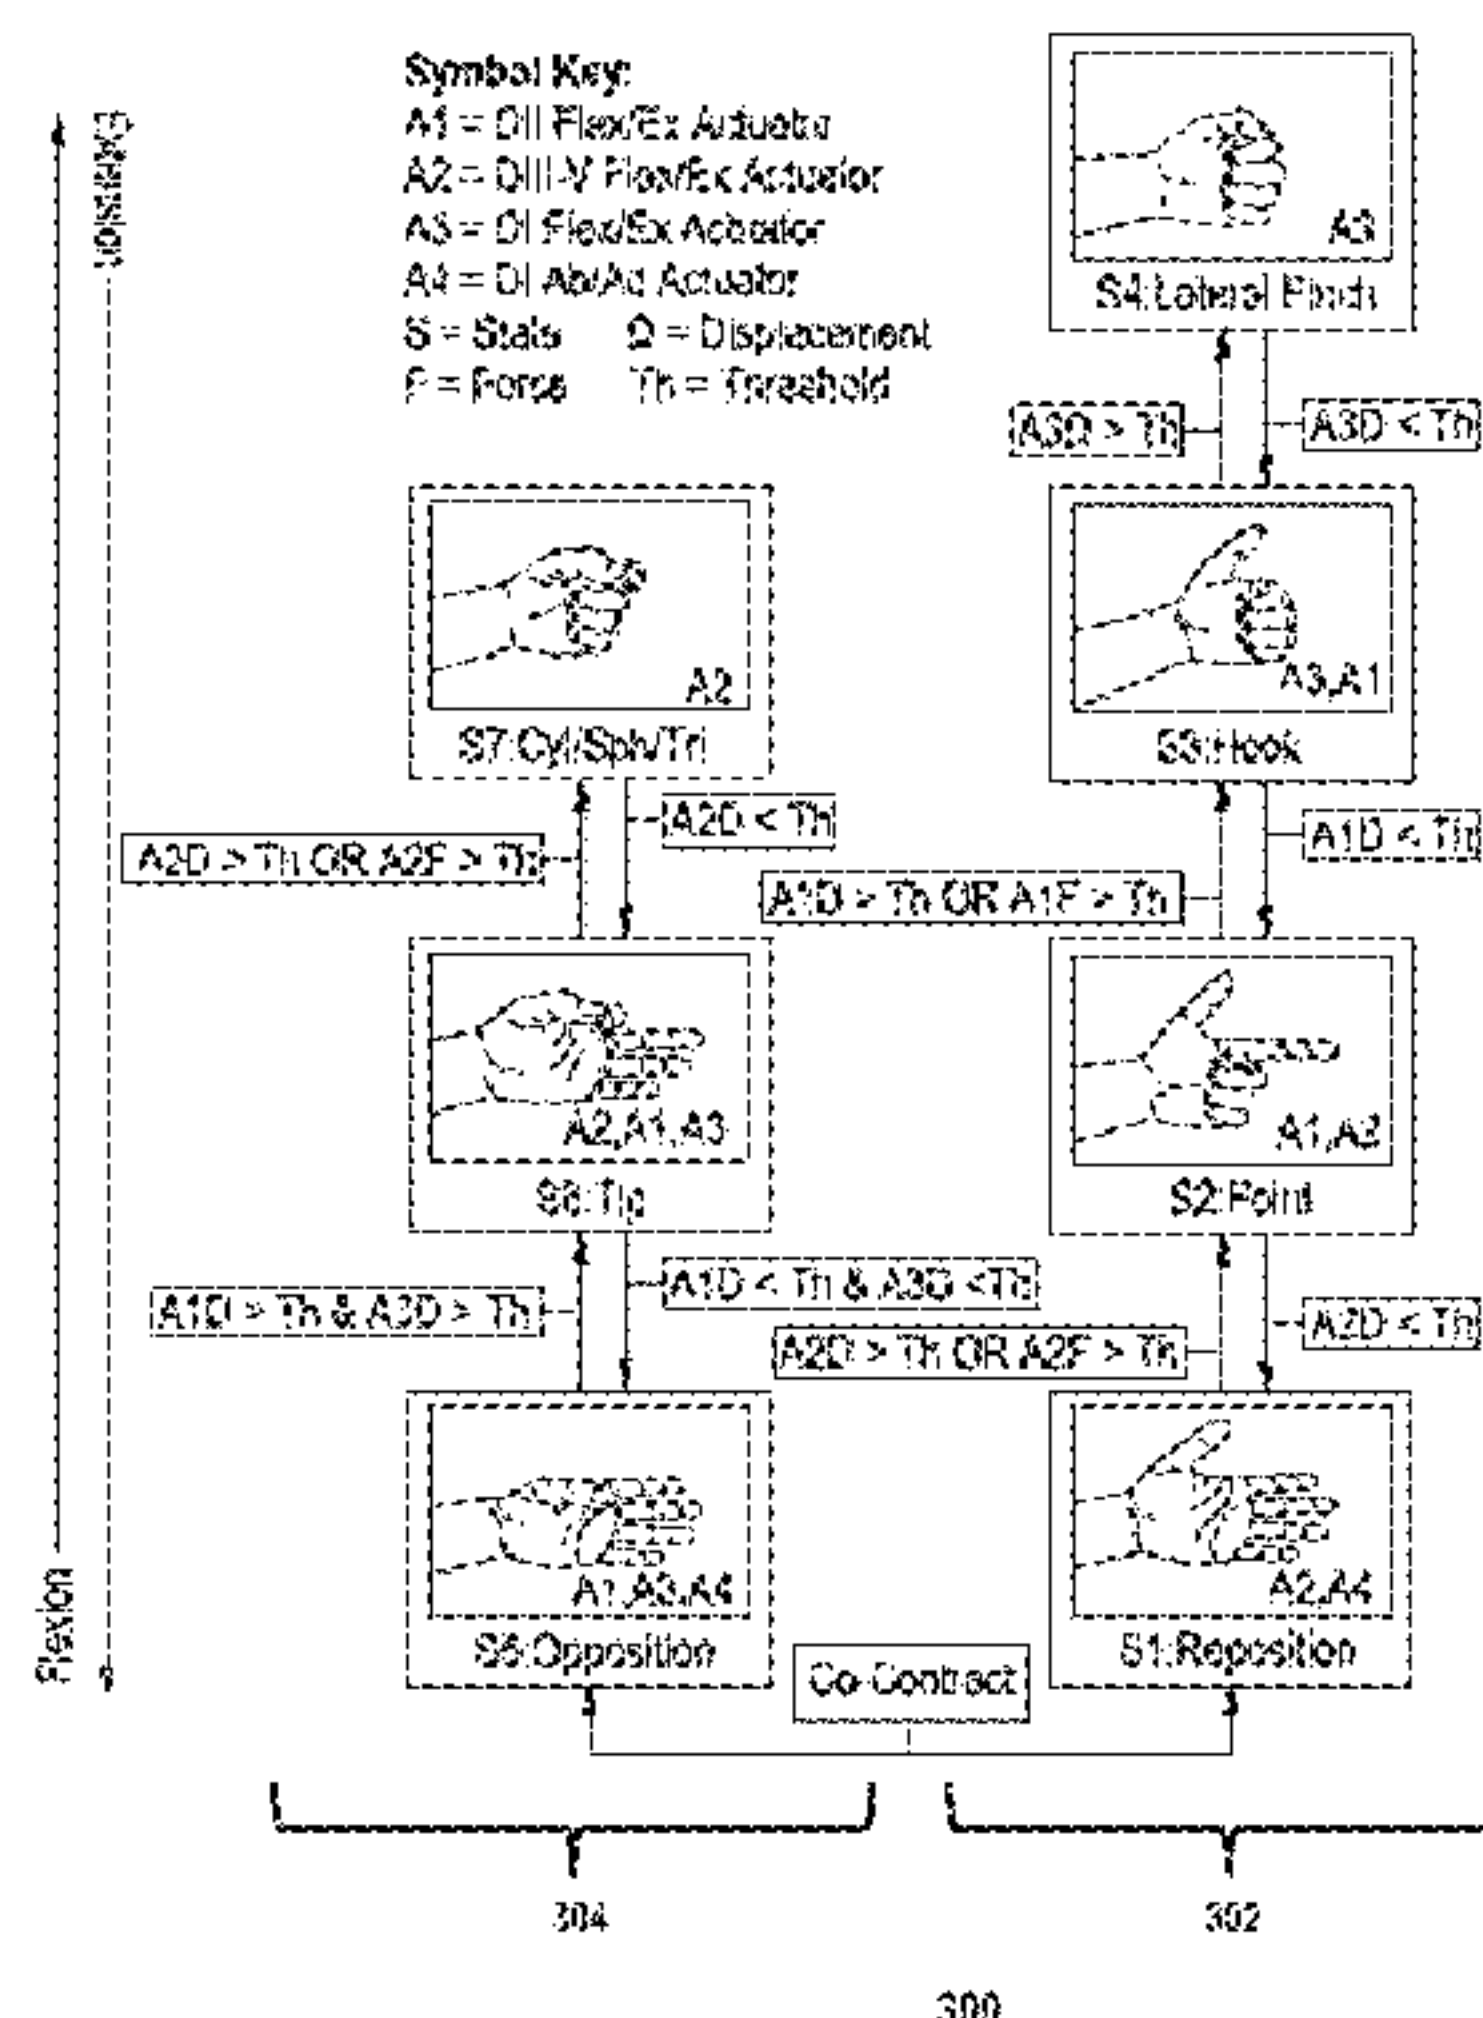 Symbol Key:
A1 = DII Flex/Ex Actuator
A2 = DIII-V Flex/Ex Actuator
A3 = DI Flex/Ex Actuator
A4 = DI Ab/Ad Actuator
S = State D = Displacement
F = Force Th = Threshold
Extension
Flexion
A3
S4:Lateral Pinch
A3D > Th
A3D < Th
A2
S7:Cyl/Sph/Tri
A3,A1
S3:Hook
A2D > Th OR A2F > Th
A2D < Th
A1D > Th OR A1F > Th
A1D < Th
A2,A1,A3
S6:Tip
A1,A2
S2:Point
A1D > Th & A3D > Th
A1D < Th & A3D <Th
A2D > Th OR A2F > Th
A2D < Th
A1,A3,A4
S5:Opposition
A2,A4
S1:Reposition
Co-Contract
304
302
300